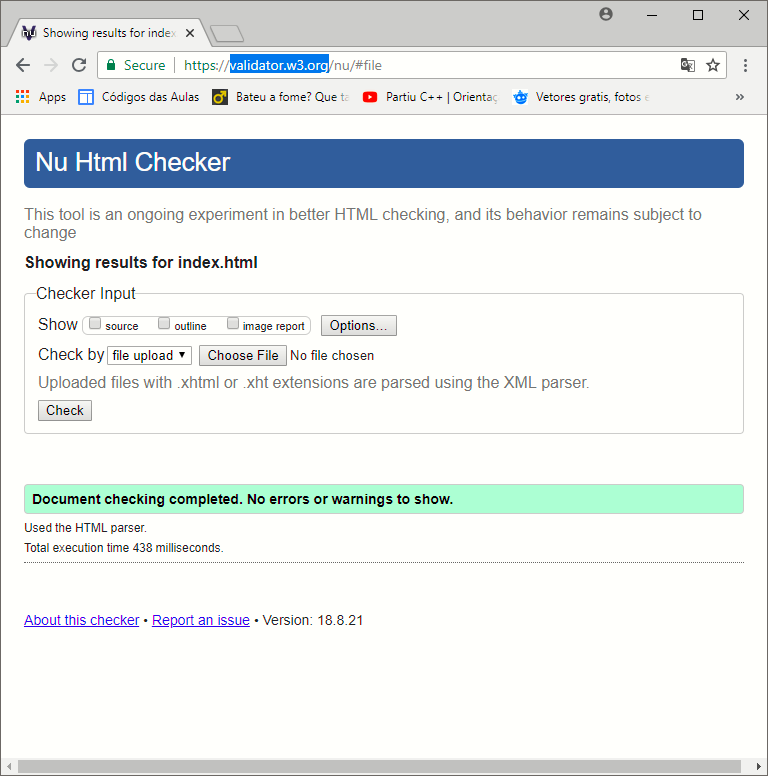 nu Showing results for index
Secure https://validator.w3.org/nu/#file
Apps Códigos das Aulas Bateu a fome? Que ta Partiu C++ | Orientaç Vetores gratis, fotos e »
Nu Html Checker
This tool is an ongoing experiment in better HTML checking, and its behavior remains subject to
change
Showing results for index.html
Checker Input
Show source outline image report Options...
Check by file upload Choose File No file chosen
Uploaded files with .xhtml or .xht extensions are parsed using the XML parser.
Check
Document checking completed. No errors or warnings to show.
Used the HTML parser.
Total execution time 438 milliseconds.
About this checker • Report an issue • Version: 18.8.21